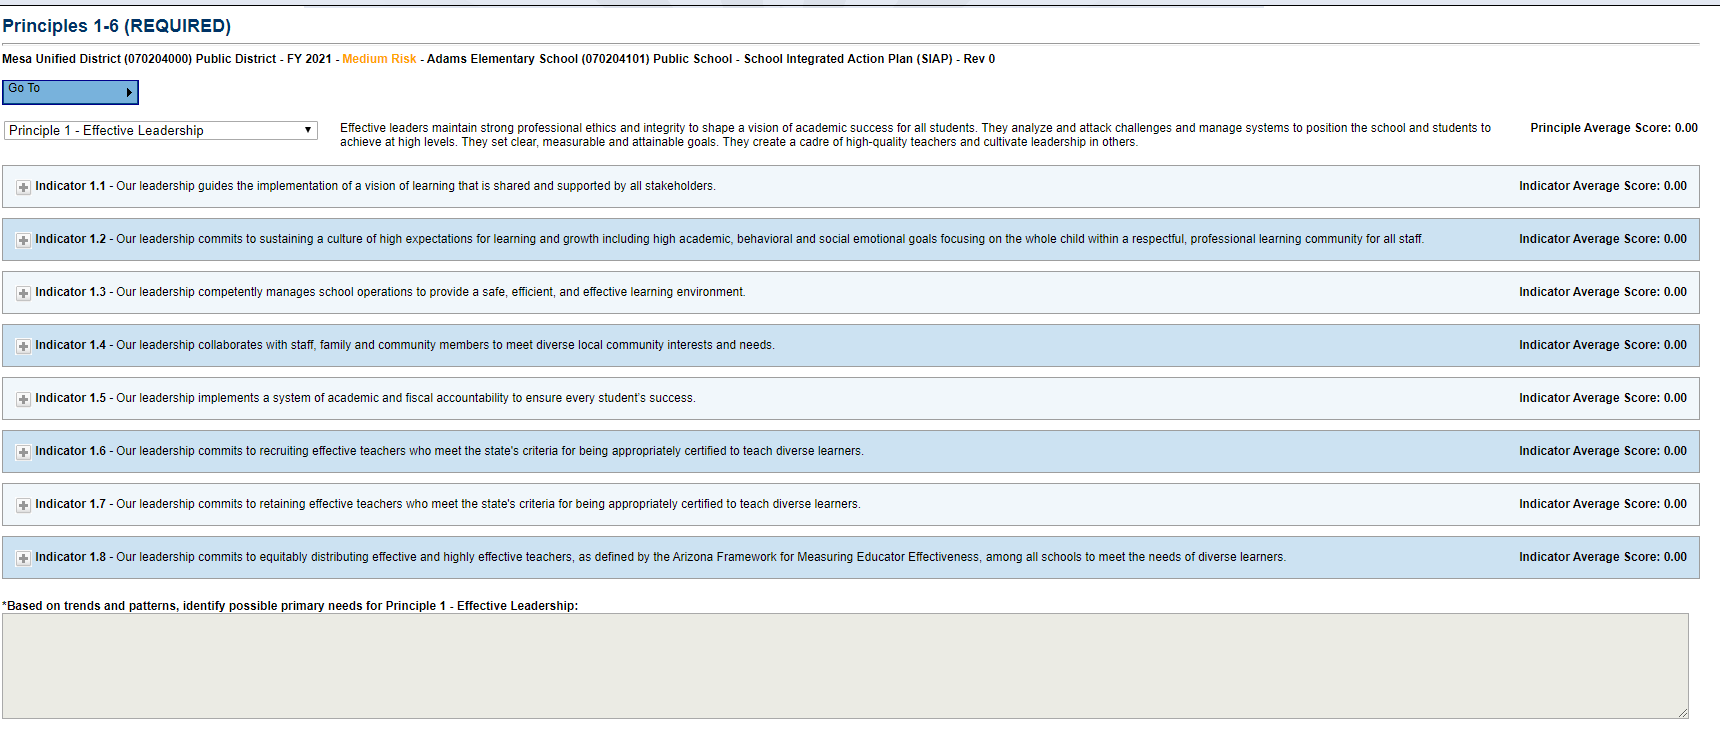 Principles 1-6 (REQUIRED)
Mesa Unified District (070204000) Public District - FY 2021 - Medium Risk - Adams Elementary School (070204101) Public School - School Integrated Action Plan (SIAP) - Rev 0
Go To
Principle 1 - Effective Leadership
Effective leaders maintain strong professional ethics and integrity to shape a vision of academic success for all students. They analyze and attack challenges and manage systems to position the school and students to
achieve at high levels. They set clear, measurable and attainable goals. They create a cadre of high-quality teachers and cultivate leadership in others.
Principle Average Score: 0.00
Indicator 1.1 - Our leadership guides the implementation of a vision of learning that is shared and supported by all stakeholders. Indicator Average Score: 0.00
Indicator 1.2 - Our leadership commits to sustaining a culture of high expectations for learning and growth including high academic, behavioral and social emotional goals focusing on the whole child within a respectful, professional learning community for all staff. Indicator Average Score: 0.00
Indicator 1.3 - Our leadership competently manages school operations to provide a safe, efficient, and effective learning environment. Indicator Average Score: 0.00
Indicator 1.4 - Our leadership collaborates with staff, family and community members to meet diverse local community interests and needs. Indicator Average Score: 0.00
Indicator 1.5 - Our leadership implements a system of academic and fiscal accountability to ensure every student's success. Indicator Average Score: 0.00
Indicator 1.6 - Our leadership commits to recruiting effective teachers who meet the state's criteria for being appropriately certified to teach diverse learners. Indicator Average Score: 0.00
Indicator 1.7 - Our leadership commits to retaining effective teachers who meet the state's criteria for being appropriately certified to teach diverse learners. Indicator Average Score: 0.00
Indicator 1.8 - Our leadership commits to equitably distributing effective and highly effective teachers, as defined by the Arizona Framework for Measuring Educator Effectiveness, among all schools to meet the needs of diverse learners. Indicator Average Score: 0.00
*Based on trends and patterns, identify possible primary needs for Principle 1 - Effective Leadership: